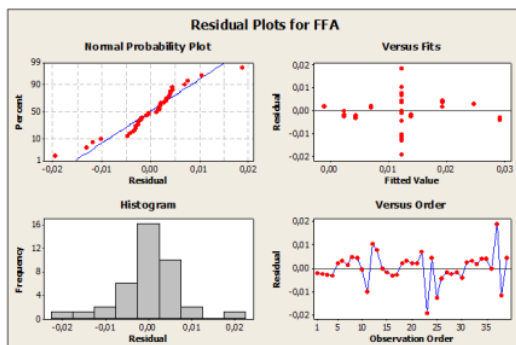 Residual Plots for FFA
Normal Probability Plot
99
90
50
10
1
Percent
-0,02 -0,01 0,00 0,01 0,02
Residual
Versus Fits
0,02
0,01
0,00
-0,01
-0,02
Residual
0,00 0,01 0,02 0,03
Fitted Value
Histogram
16
12
8
4
0
Frequency
-0,02 -0,01 0,00 0,01 0,02
Residual
Versus Order
0,02
0,01
0,00
-0,01
-0,02
Residual
1 5 10 15 20 25 30 35
Observation Order